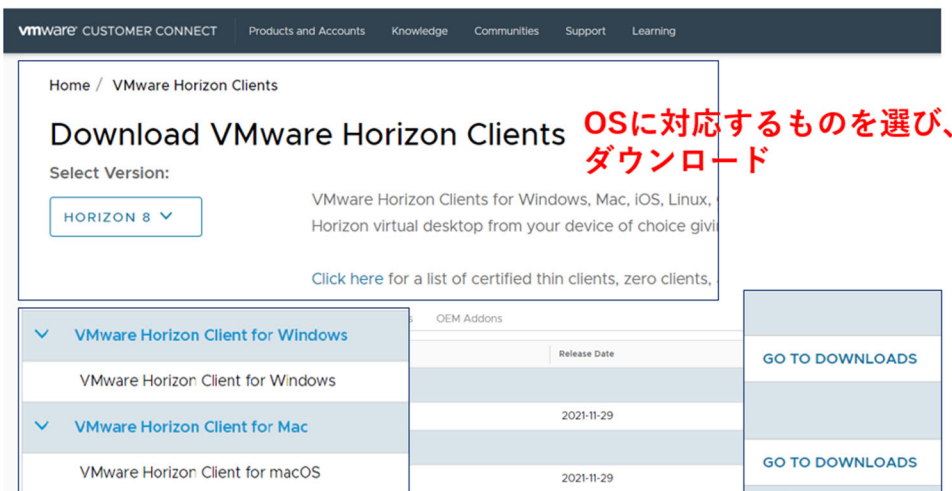 vmware CUSTOMER CONNECT Products and Accounts Knowledge Communities Support Learning
Home / VMware Horizon Clients
Download VMware Horizon Clients
OSに対応するものを選び、
ダウンロード
Select Version:
HORIZON 8
VMware Horizon Clients for Windows, Mac, iOS, Linux,
Horizon virtual desktop from your device of choice
Click here for a list of certified thin clients, zero clients,
OEM Addons
VMware Horizon Client for Windows
Release Date
VMware Horizon Client for Windows
2021-11-29
GO TO DOWNLOADS
VMware Horizon Client for Mac
VMware Horizon Client for macOS
2021-11-29
GO TO DOWNLOADS